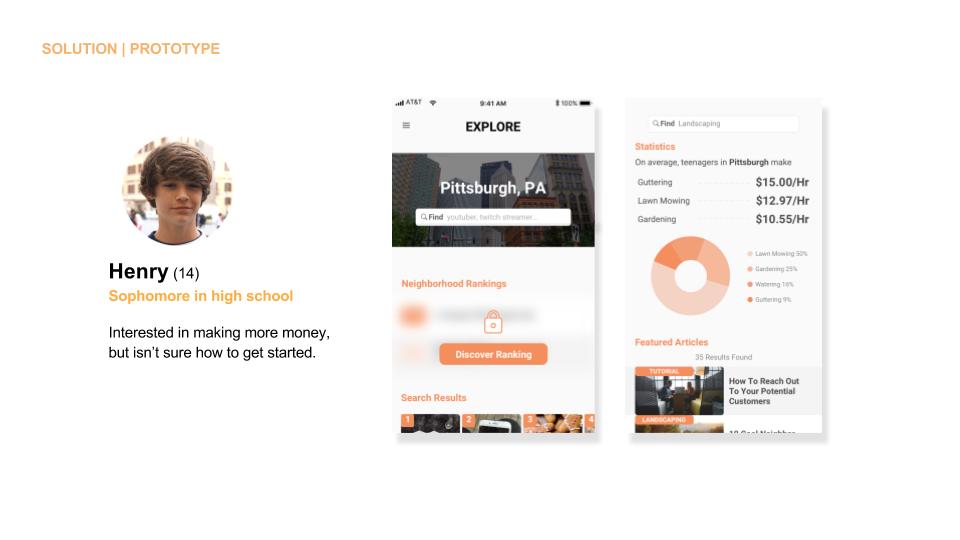 SOLUTION | PROTOTYPE
Henry (14)
Sophomore in high school
Interested in making more money,
but isn’t sure how to get started.
AT&T 9:41 AM 100%
EXPLORE
Pittsburgh, PA
Find youtuber, twitch streamer...
Neighborhood Rankings
Discover Ranking
Search Results
1 2 3 4
Find Landscaping
Statistics
On average, teenagers in Pittsburgh make
Guttering $15.00/Hr
Lawn Mowing $12.97/Hr
Gardening $10.55/Hr
Lawn Mowing 50%
Gardening 25%
Watering 16%
Guttering 9%
Featured Articles
35 Results Found
TUTORIAL
How To Reach Out
To Your Potential
Customers
LANDSCAPING